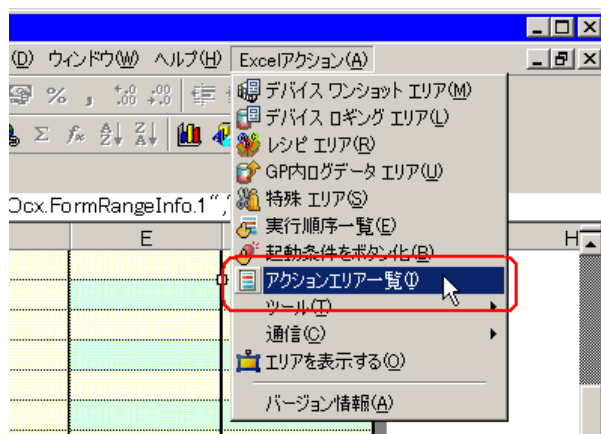 (D) ウィンドウ(W) ヘルプ(H) Excelアクション(A)
% ,
Σ fx
Ocx.FormRangeInfo.1","
E H
デバイス ワンショット エリア(M)
デバイス ロギング エリア(L)
レシピ エリア(R)
GP内ログデータ エリア(U)
特殊 エリア(S)
実行順序一覧(E)
起動条件をボタン化(B)
アクションエリア一覧(I)
ツール(T)
通信(C)
エリアを表示する(O)
バージョン情報(A)